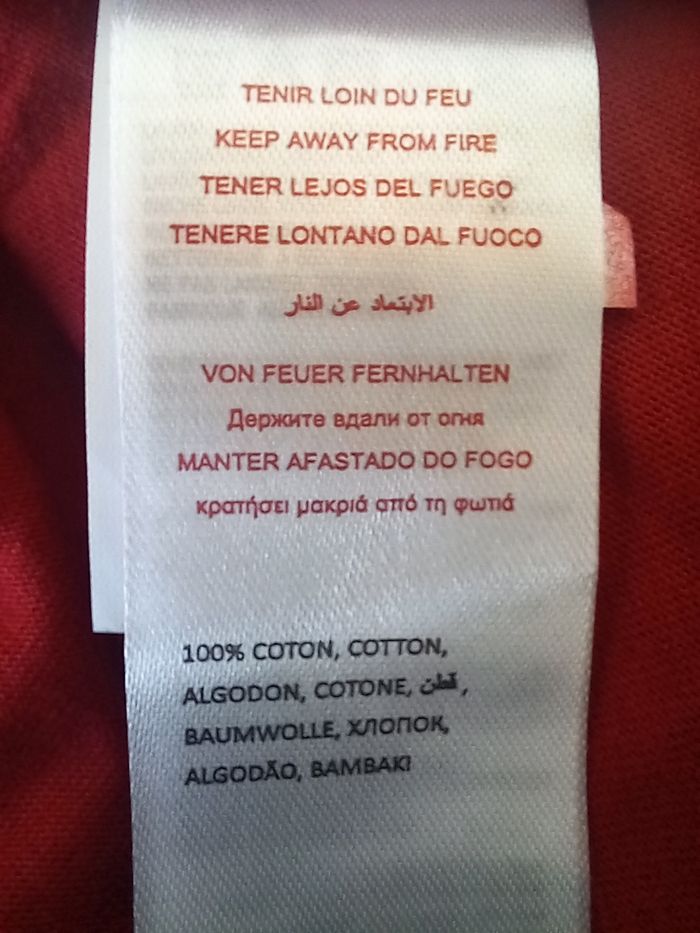 TENIR LOIN DU FEU
KEEP AWAY FROM FIRE
TENER LEJOS DEL FUEGO
TENERE LONTANO DAL FUOCO
الابتعاد عن النار
VON FEUER FERNHALTEN
Держите вдали от огня
MANTER AFASTADO DO FOGO
κρατήσει μακριά από τη φωτιά
100% COTON, COTTON,
ALGODON, COTONE, قطن,
BAUMWOLLE, ХЛОПОК,
ALGODÃO, BAMBAKI